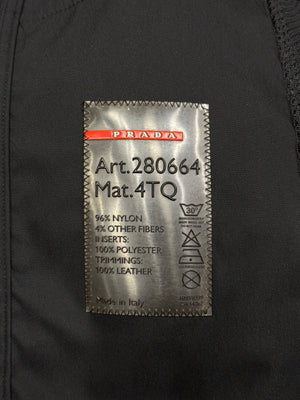 PRADA
Art.280664
Mat.4TQ
96% NYLON
4% OTHER FIBERS
INSERTS:
100% POLYESTER
TRIMMINGS:
100% LEATHER
30°
Made in Italy